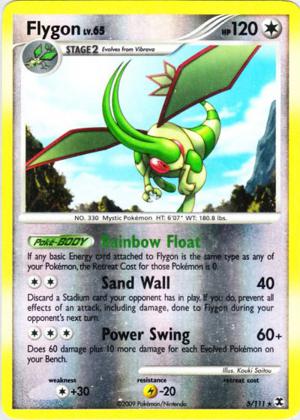 Flygon LV.65
HP 120
STAGE 2 Evolves from Vibrava
NO. 330 Mystic Pokémon HT: 6'07" WT: 180.8 lbs.
Poké-BODY Rainbow Float
If any basic Energy card attached to Flygon is the same type as any
of your Pokémon, the Retreat Cost for those Pokémon is 0.
Sand Wall 40
Discard a Stadium card your opponent has in play. If you do, prevent all
effects of an attack, including damage, done to Flygon during your
opponent's next turn.
Power Swing 60+
Does 60 damage plus 10 more damage for each Evolved Pokémon on
your Bench.
Illus. Kouki Saitou
weakness resistance retreat cost
+30 -20
©2009 Pokémon/Nintendo 5/111 ★